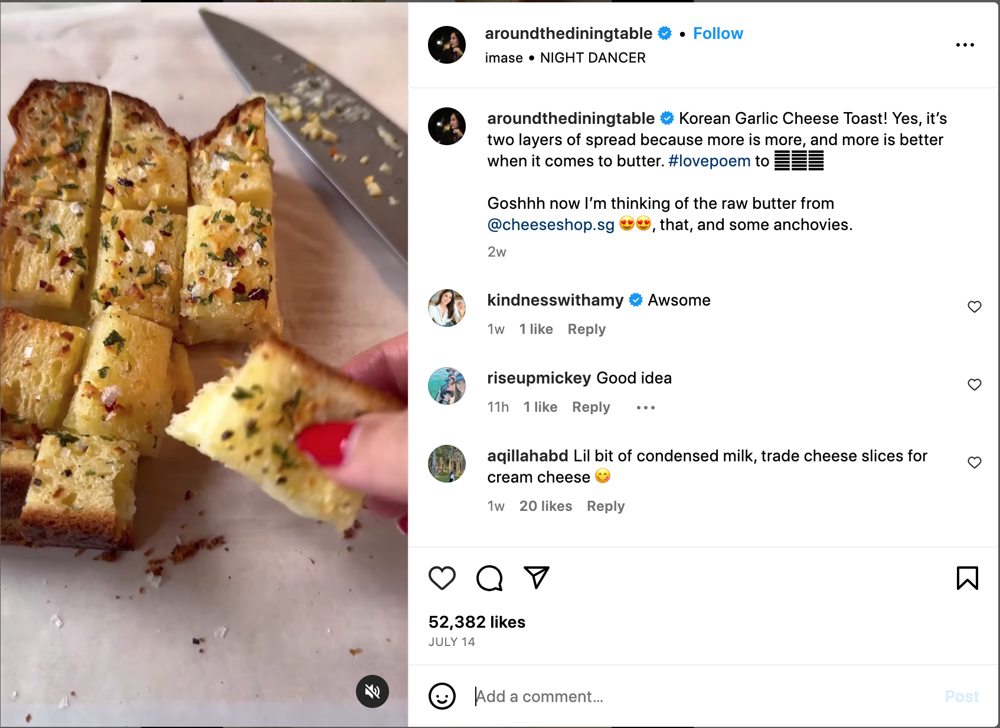 aroundthediningtable • Follow
imase • NIGHT DANCER
aroundthediningtable Korean Garlic Cheese Toast! Yes, it’s
two layers of spread because more is more, and more is better
when it comes to butter. #lovepoem to 𝌆𝌆𝌆
Goshhh now I’m thinking of the raw butter from
@cheeseshop.sg 😍😍, that, and some anchovies.
2w
kindnesswithamy Awsome
1w 1 like Reply
riseupmickey Good idea
11h 1 like Reply
aqillahabd Lil bit of condensed milk, trade cheese slices for
cream cheese 😋
1w 20 likes Reply
52,382 likes
JULY 14
Add a comment...
Post